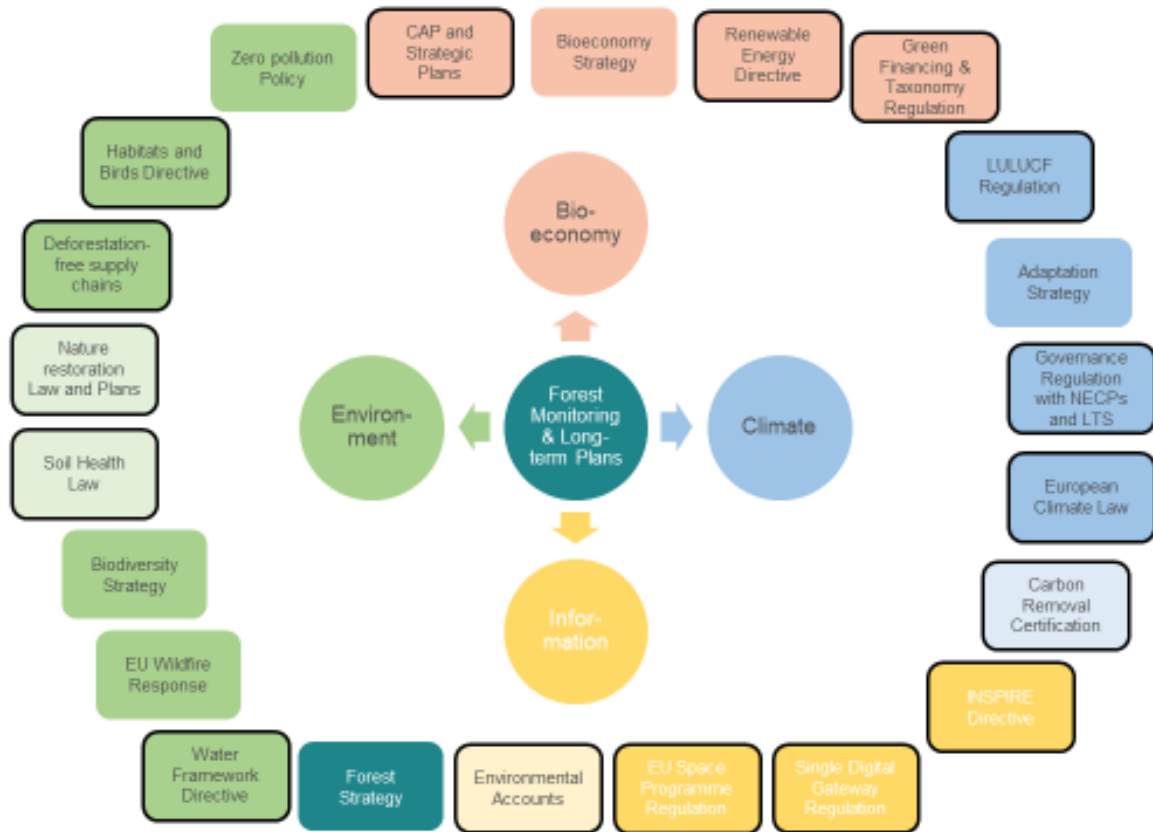 Zero pollution
Policy
CAP and
Strategic
Plans
Bioeconomy
Strategy
Renewable
Energy
Directive
Green
Financing &
Taxonomy
Regulation
Habitats and
Birds Directive
LULUCF
Regulation
Deforestation-
free supply
chains
Adaptation
Strategy
Nature
restoration
Law and Plans
Governance
Regulation
with NECPs
and LTS
Soil Health
Law
European
Climate Law
Biodiversity
Strategy
Carbon
Removal
Certification
EU Wildfire
Response
INSPIRE
Directive
Water
Framework
Directive
Forest
Strategy
Environmental
Accounts
EU Space
Programme
Regulation
Single Digital
Gateway
Regulation
Bio-
economy
Environ-
ment
Forest
Monitoring
& Long-
term Plans
Climate
Infor-
mation